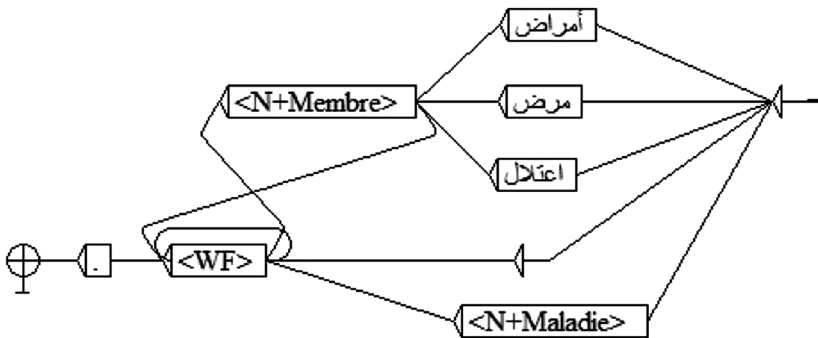 أمراض
<N+Membre>
مرض
اعتلال
.
<WF>
<N+Maladie>